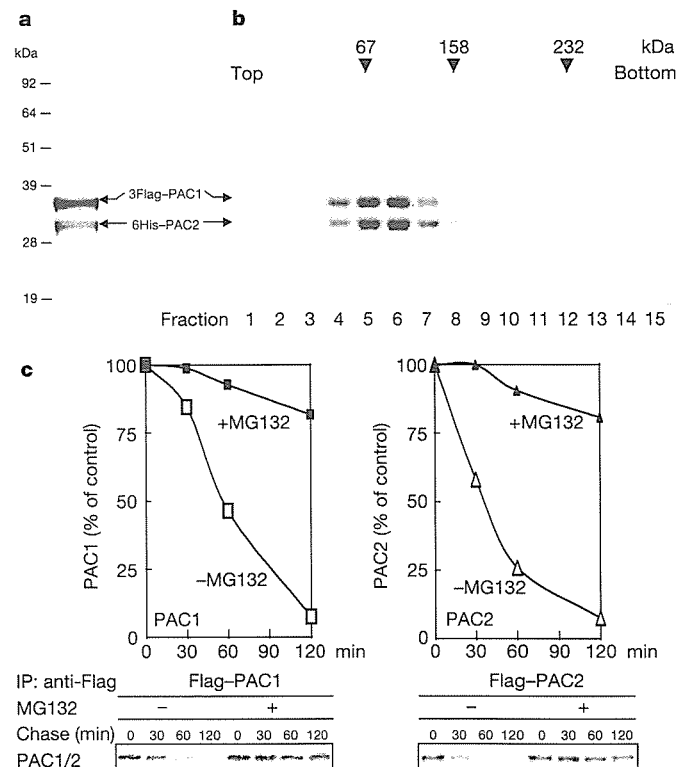 a
b
kDa
67 158 232 kDa
Top Bottom
92
64
51
39
3Flag–PAC1
6His–PAC2
28
19
Fraction 1 2 3 4 5 6 7 8 9 10 11 12 13 14 15
c
100
75
50
25
0
PAC1 (% of control)
+MG132
–MG132
PAC1
0 30 60 90 120 min
100
75
50
25
0
PAC2 (% of control)
+MG132
–MG132
PAC2
0 30 60 90 120 min
IP: anti-Flag Flag–PAC1 Flag–PAC2
MG132 – + – +
Chase (min) 0 30 60 120 0 30 60 120 0 30 60 120 0 30 60 120
PAC1/2